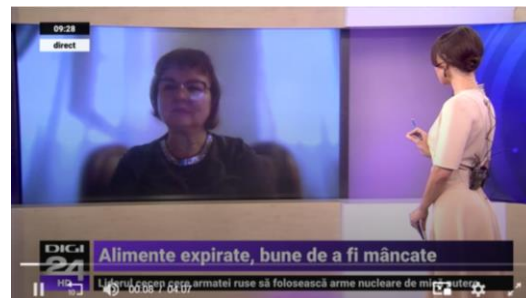 09:28
direct
DIGI
24
HD
Alimente expirate, bune de a fi mâncate
Liderul cecen cere armatei ruse să folosească arme nucleare de mică putere
00:08 / 04:07